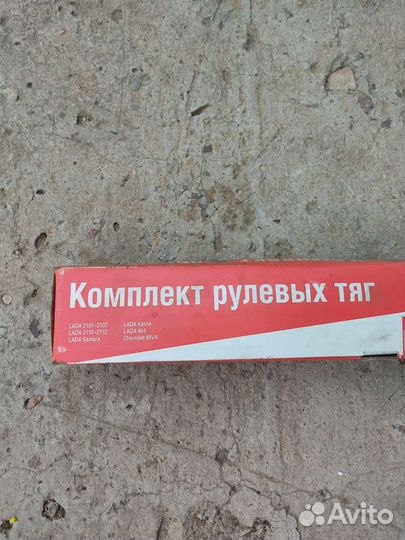 Комплект рулевых тяг
LADA 2101-2107 LADA Kalina
LADA 2110-2112 LADA 4x4
LADA Samara Chevrolet NIVA
Avito